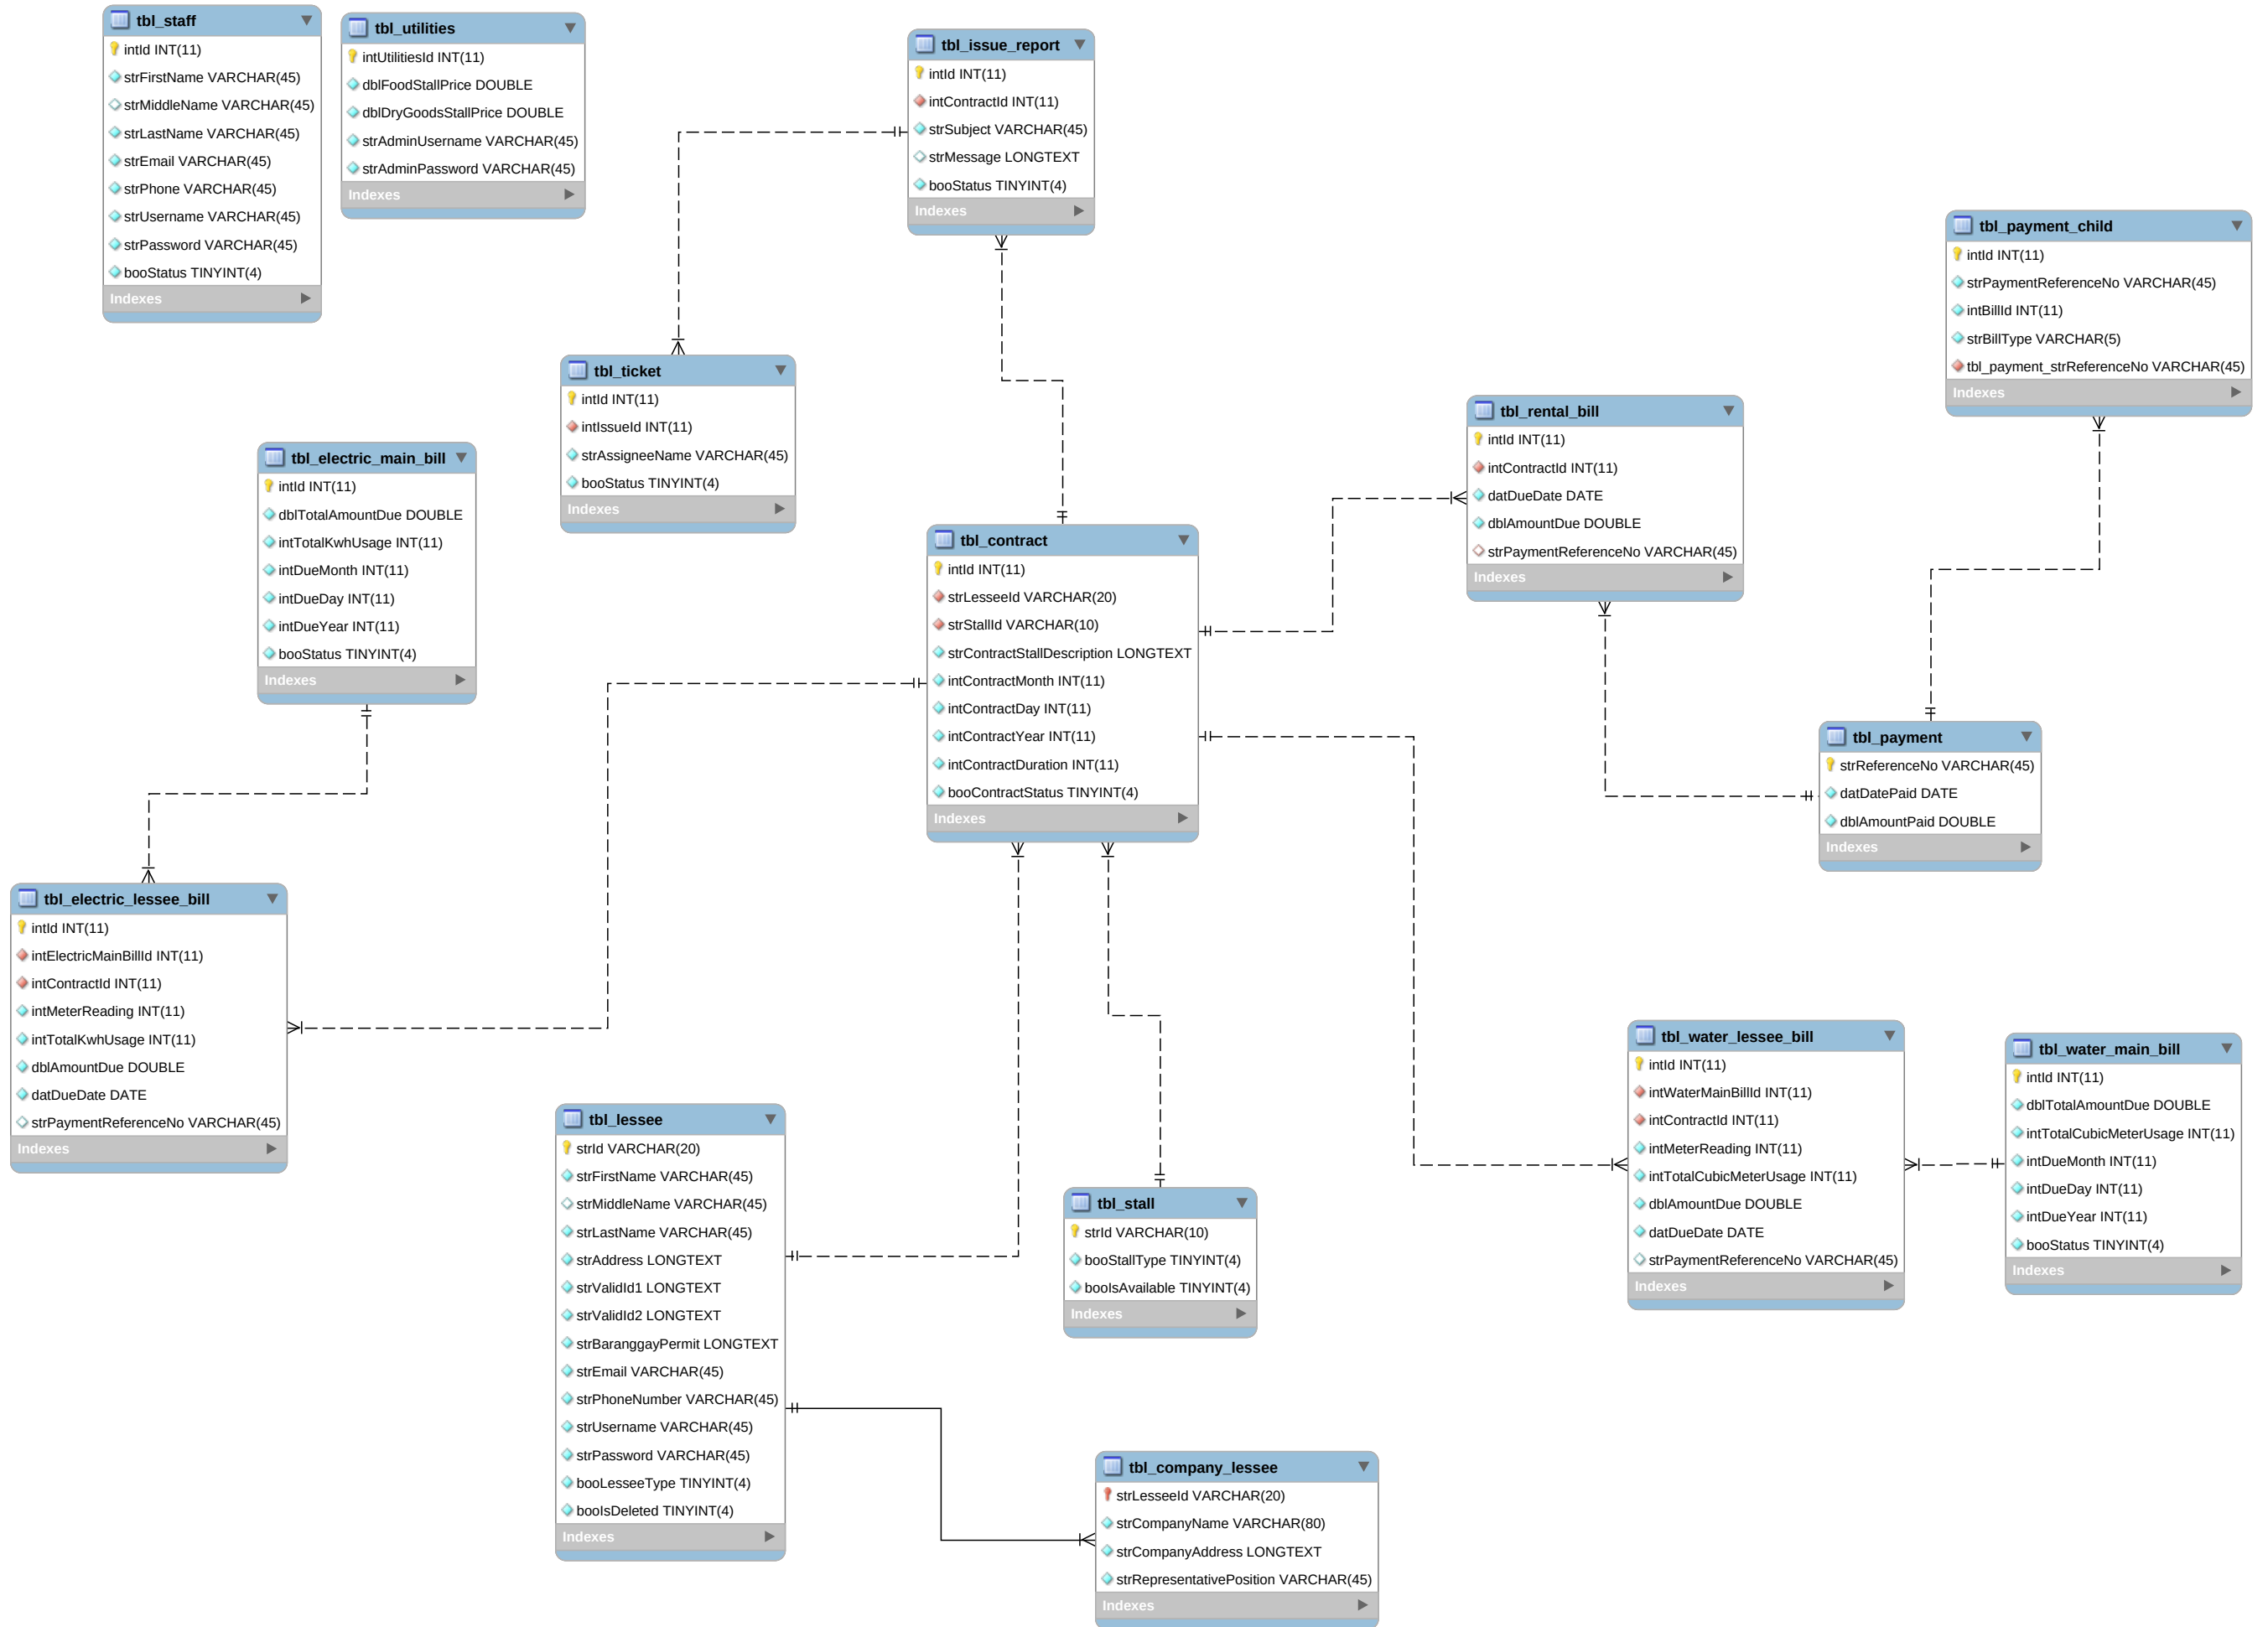 tbl_staff
intId INT(11)
strFirstName VARCHAR(45)
strMiddleName VARCHAR(45)
strLastName VARCHAR(45)
strEmail VARCHAR(45)
strPhone VARCHAR(45)
strUsername VARCHAR(45)
strPassword VARCHAR(45)
booStatus TINYINT(4)
Indexes
tbl_utilities
intUtilitiesId INT(11)
dblFoodStallPrice DOUBLE
dblDryGoodsStallPrice DOUBLE
strAdminUsername VARCHAR(45)
strAdminPassword VARCHAR(45)
Indexes
tbl_issue_report
intId INT(11)
intContractId INT(11)
strSubject VARCHAR(45)
strMessage LONGTEXT
booStatus TINYINT(4)
Indexes
tbl_payment_child
intId INT(11)
strPaymentReferenceNo VARCHAR(45)
intBillId INT(11)
strBillType VARCHAR(5)
tbl_payment_strReferenceNo VARCHAR(45)
Indexes
tbl_ticket
intId INT(11)
intIssueId INT(11)
strAssigneeName VARCHAR(45)
booStatus TINYINT(4)
Indexes
tbl_rental_bill
intId INT(11)
intContractId INT(11)
datDueDate DATE
dblAmountDue DOUBLE
strPaymentReferenceNo VARCHAR(45)
Indexes
tbl_electric_main_bill
intId INT(11)
dblTotalAmountDue DOUBLE
intTotalKwhUsage INT(11)
intDueMonth INT(11)
intDueDay INT(11)
intDueYear INT(11)
booStatus TINYINT(4)
Indexes
tbl_contract
intId INT(11)
strLesseeId VARCHAR(20)
strStallId VARCHAR(10)
strContractStallDescription LONGTEXT
intContractMonth INT(11)
intContractDay INT(11)
intContractYear INT(11)
intContractDuration INT(11)
booContractStatus TINYINT(4)
Indexes
tbl_payment
strReferenceNo VARCHAR(45)
datDatePaid DATE
dblAmountPaid DOUBLE
Indexes
tbl_electric_lessee_bill
intId INT(11)
intElectricMainBillId INT(11)
intContractId INT(11)
intMeterReading INT(11)
intTotalKwhUsage INT(11)
dblAmountDue DOUBLE
datDueDate DATE
strPaymentReferenceNo VARCHAR(45)
Indexes
tbl_water_lessee_bill
intId INT(11)
intWaterMainBillId INT(11)
intContractId INT(11)
intMeterReading INT(11)
intTotalCubicMeterUsage INT(11)
dblAmountDue DOUBLE
datDueDate DATE
strPaymentReferenceNo VARCHAR(45)
Indexes
tbl_water_main_bill
intId INT(11)
dblTotalAmountDue DOUBLE
intTotalCubicMeterUsage INT(11)
intDueMonth INT(11)
intDueDay INT(11)
intDueYear INT(11)
booStatus TINYINT(4)
Indexes
tbl_lessee
strId VARCHAR(20)
strFirstName VARCHAR(45)
strMiddleName VARCHAR(45)
strLastName VARCHAR(45)
strAddress LONGTEXT
strValidId1 LONGTEXT
strValidId2 LONGTEXT
strBaranggayPermit LONGTEXT
strEmail VARCHAR(45)
strPhoneNumber VARCHAR(45)
strUsername VARCHAR(45)
strPassword VARCHAR(45)
booLesseeType TINYINT(4)
booIsDeleted TINYINT(4)
Indexes
tbl_stall
strId VARCHAR(10)
booStallType TINYINT(4)
booIsAvailable TINYINT(4)
Indexes
tbl_company_lessee
strLesseeId VARCHAR(20)
strCompanyName VARCHAR(80)
strCompanyAddress LONGTEXT
strRepresentativePosition VARCHAR(45)
Indexes